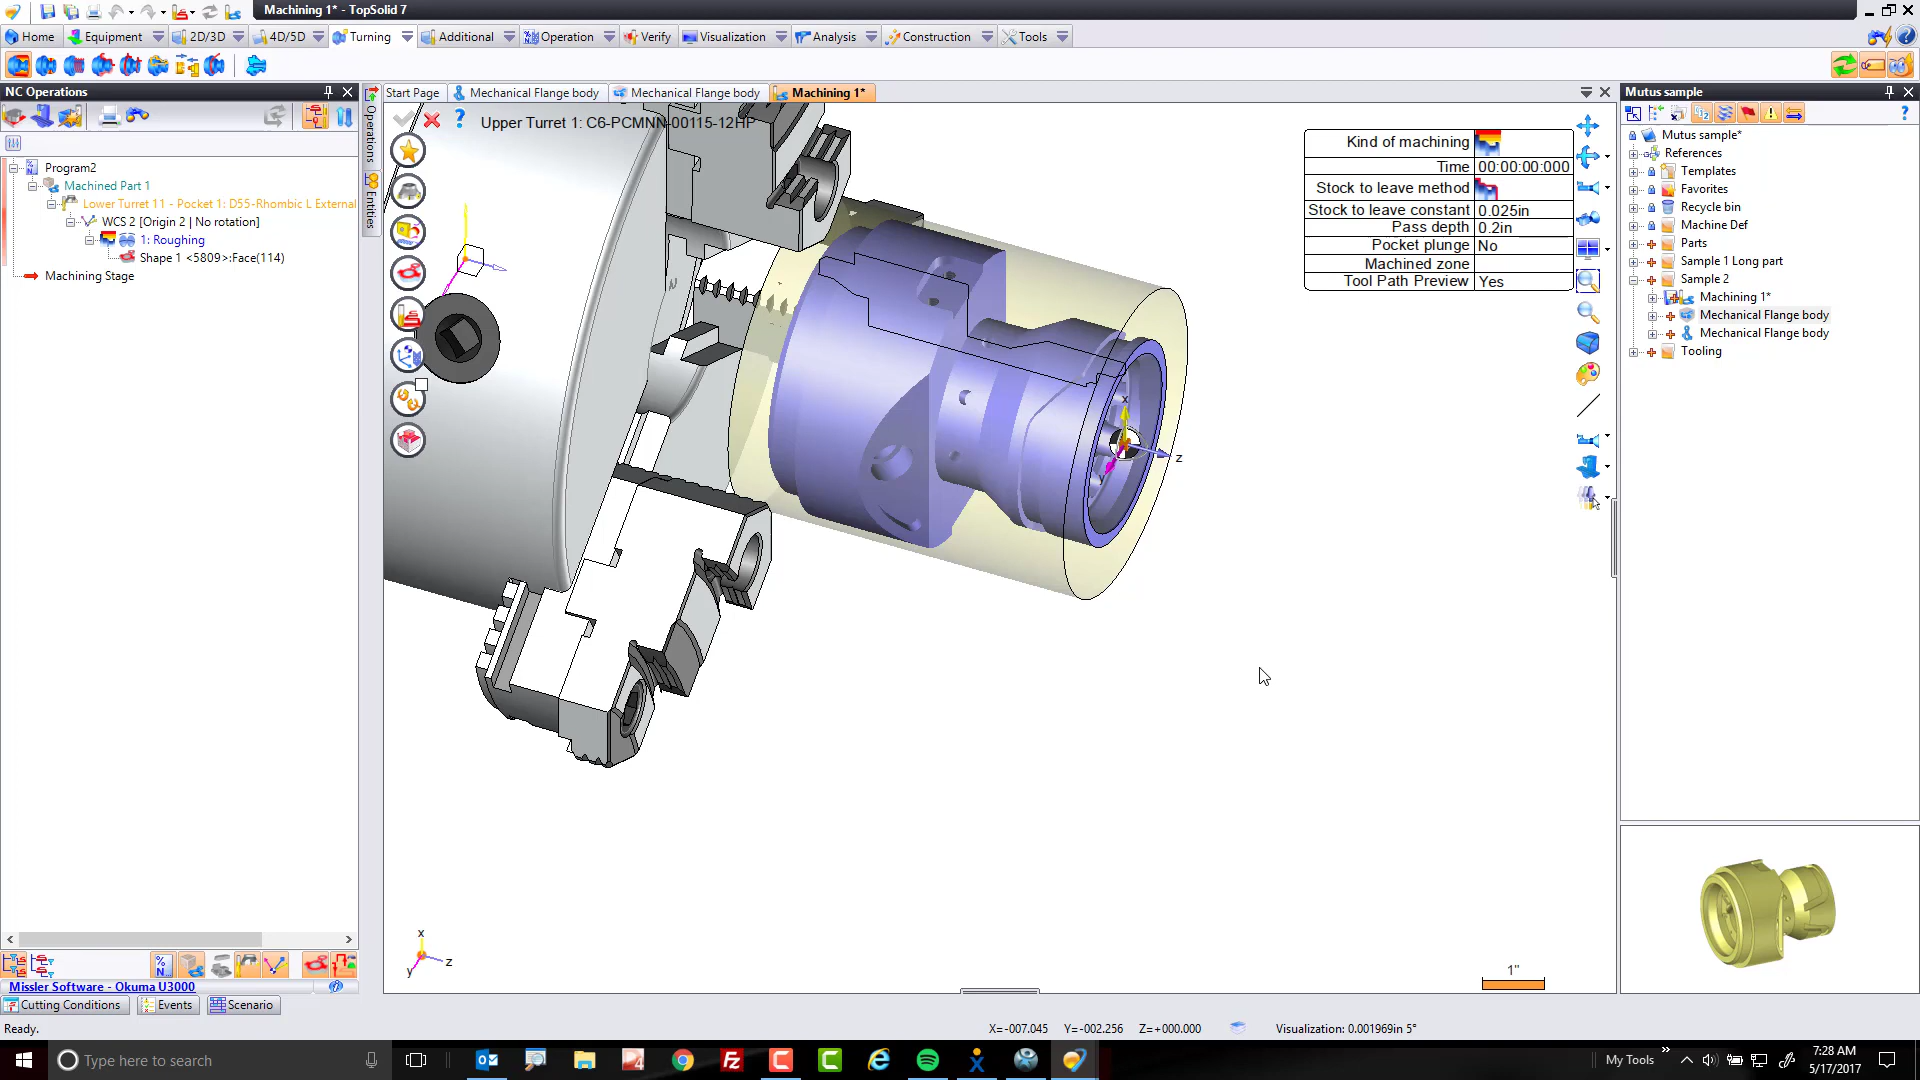 Machining 1* - TopSolid 7
Home
Equipment
2D/3D
4D/5D
Turning
Additional
Operation
Verify
Visualization
Analysis
Construction
Tools
NC Operations
Program2
Machined Part 1
Lower Turret 11 - Pocket 1: D55-Rhombic L External
WCS 2 [Origin 2 | No rotation]
1: Roughing
Shape 1 <5809>:Face(114)
Machining Stage
Missler Software - Okuma U3000
Cutting Conditions
Events
Scenario
Ready.
Operations
Entities
Start Page
Mechanical Flange body
Mechanical Flange body
Machining 1*
Upper Turret 1: C6-PCMNN-00115-12HP
Kind of machining
Time 00:00:00:000
Stock to leave method
Stock to leave constant 0.025in
Pass depth 0.2in
Pocket plunge No
Machined zone
Tool Path Preview Yes
x
z
x
z
y
1"
X=-007.045 Y=-002.256 Z=+000.000
Visualization: 0.001969in 5°
Mutus sample
Mutus sample*
References
Templates
Favorites
Recycle bin
Machine Def
Parts
Sample 1 Long part
Sample 2
Machining 1*
Mechanical Flange body
Mechanical Flange body
Tooling
Type here to search
My Tools
7:28 AM
5/17/2017